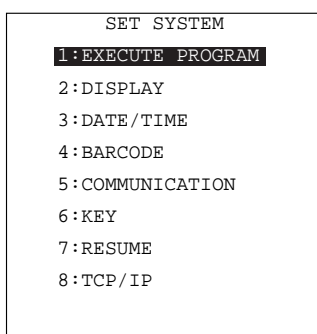 SET SYSTEM
1:EXECUTE PROGRAM
2:DISPLAY
3:DATE/TIME
4:BARCODE
5:COMMUNICATION
6:KEY
7:RESUME
8:TCP/IP